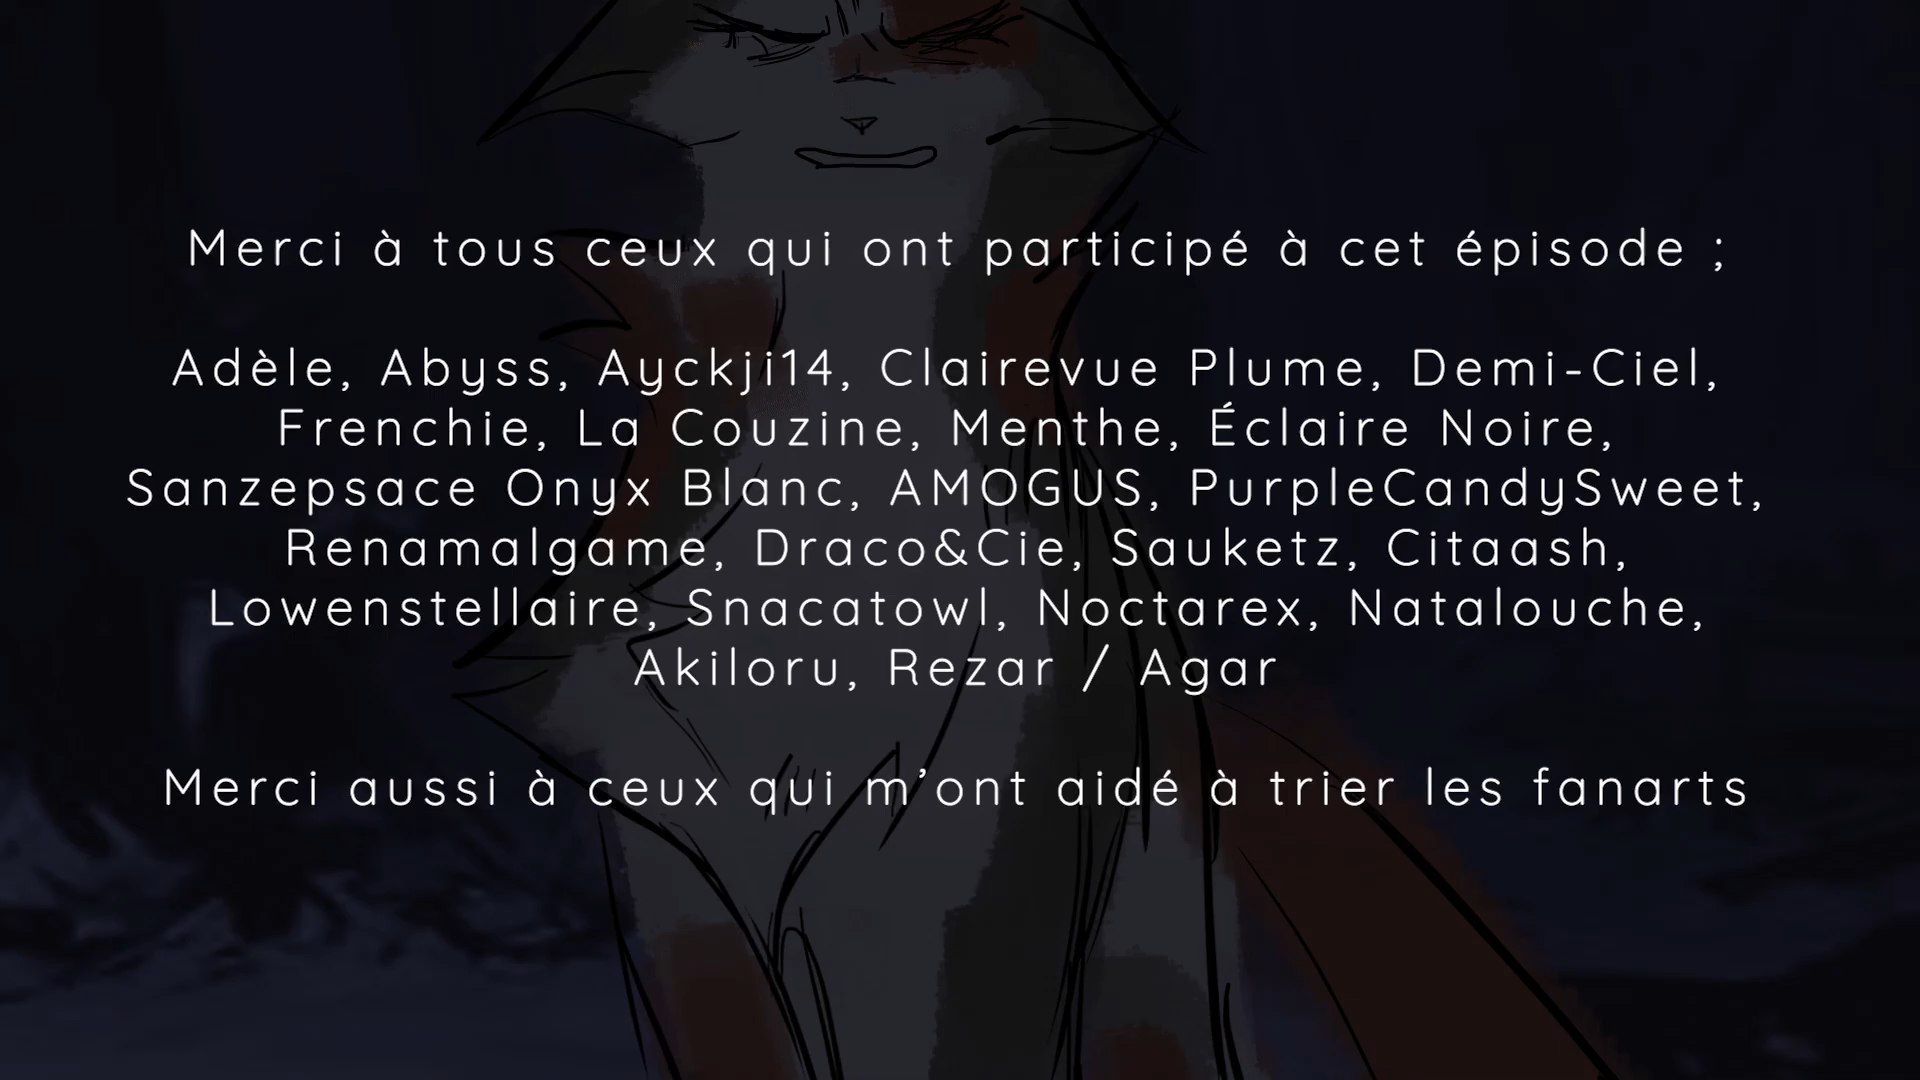 Merci à tous ceux qui ont participé à cet épisode ;
Adèle, Abyss, Ayckji14, Clairevue Plume, Demi-Ciel,
Frenchie, La Couzine, Menthe, Éclaire Noire,
Sanzepsace Onyx Blanc, AMOGUS, PurpleCandySweet,
Renamalgame, Draco&Cie, Sauketz, Citaash,
Lowenstellaire, Snacatowl, Noctarex, Natalouche,
Akiloru, Rezar / Agar
Merci aussi à ceux qui m’ont aidé à trier les fanarts